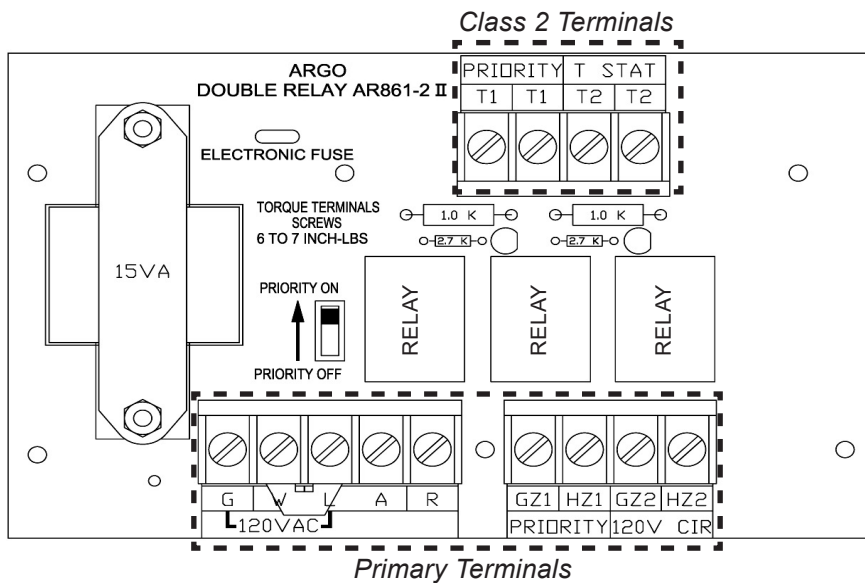 Class 2 Terminals
ARGO
DOUBLE RELAY AR861-2 II
PRIORITY T STAT
T1 T1 T2 T2
ELECTRONIC FUSE
TORQUE TERMINALS
SCREWS
6 TO 7 INCH-LBS
1.0 K 1.0 K
2.7 K 2.7 K
15VA
PRIORITY ON
PRIORITY OFF
RELAY RELAY RELAY
G W L A R
120VAC
GZ1 HZ1 GZ2 HZ2
PRIORITY 120V CIR
Primary Terminals